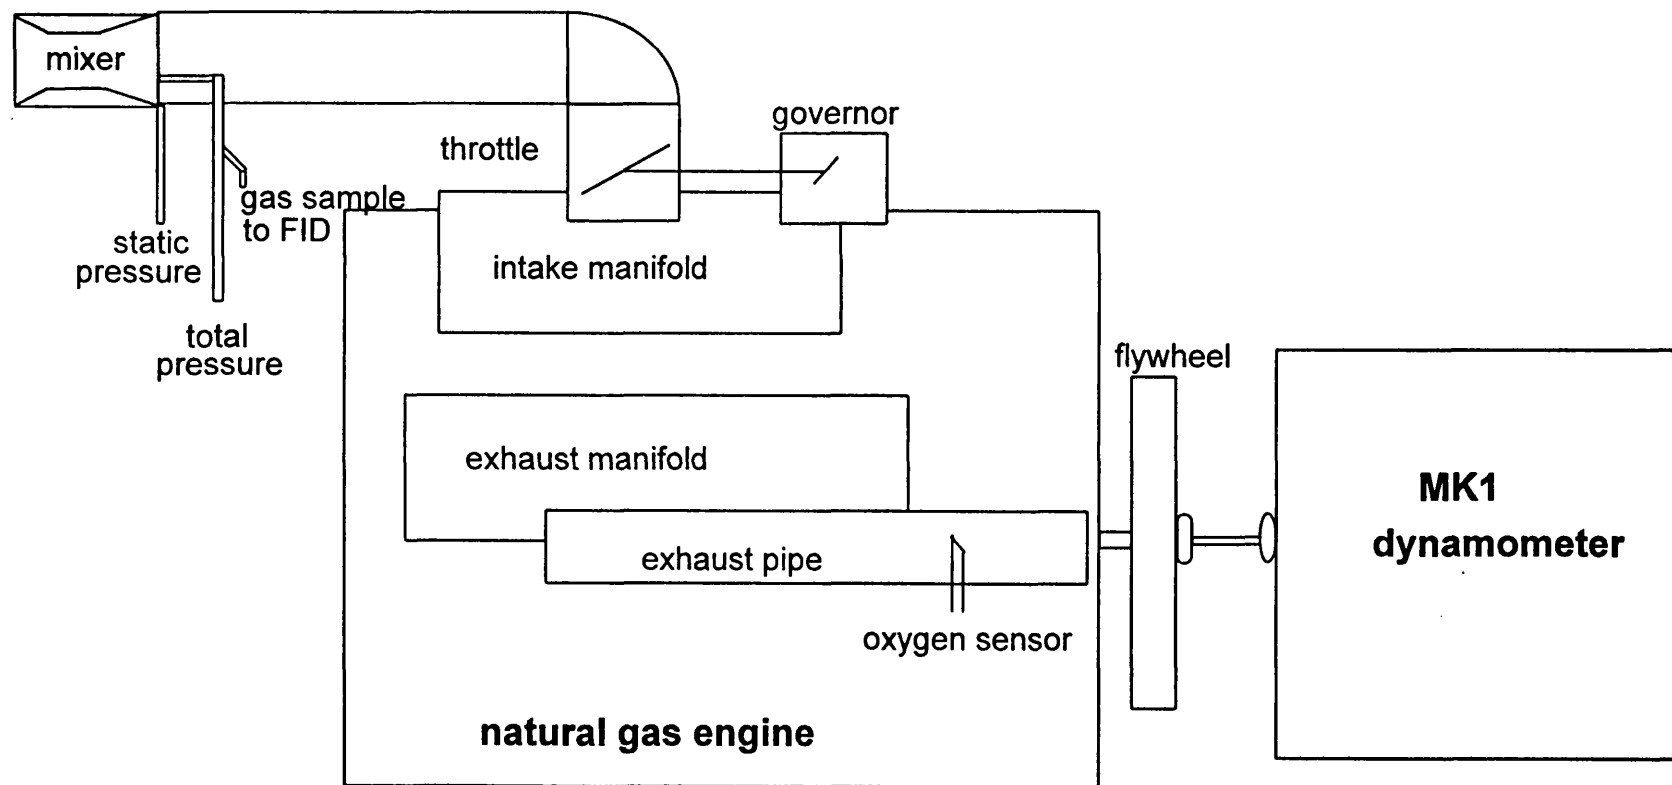 mixer
governor
throttle
gas sample
to FID
static
pressure
intake manifold
total
pressure
flywheel
exhaust manifold
MK1
dynamometer
exhaust pipe
oxygen sensor
natural gas engine